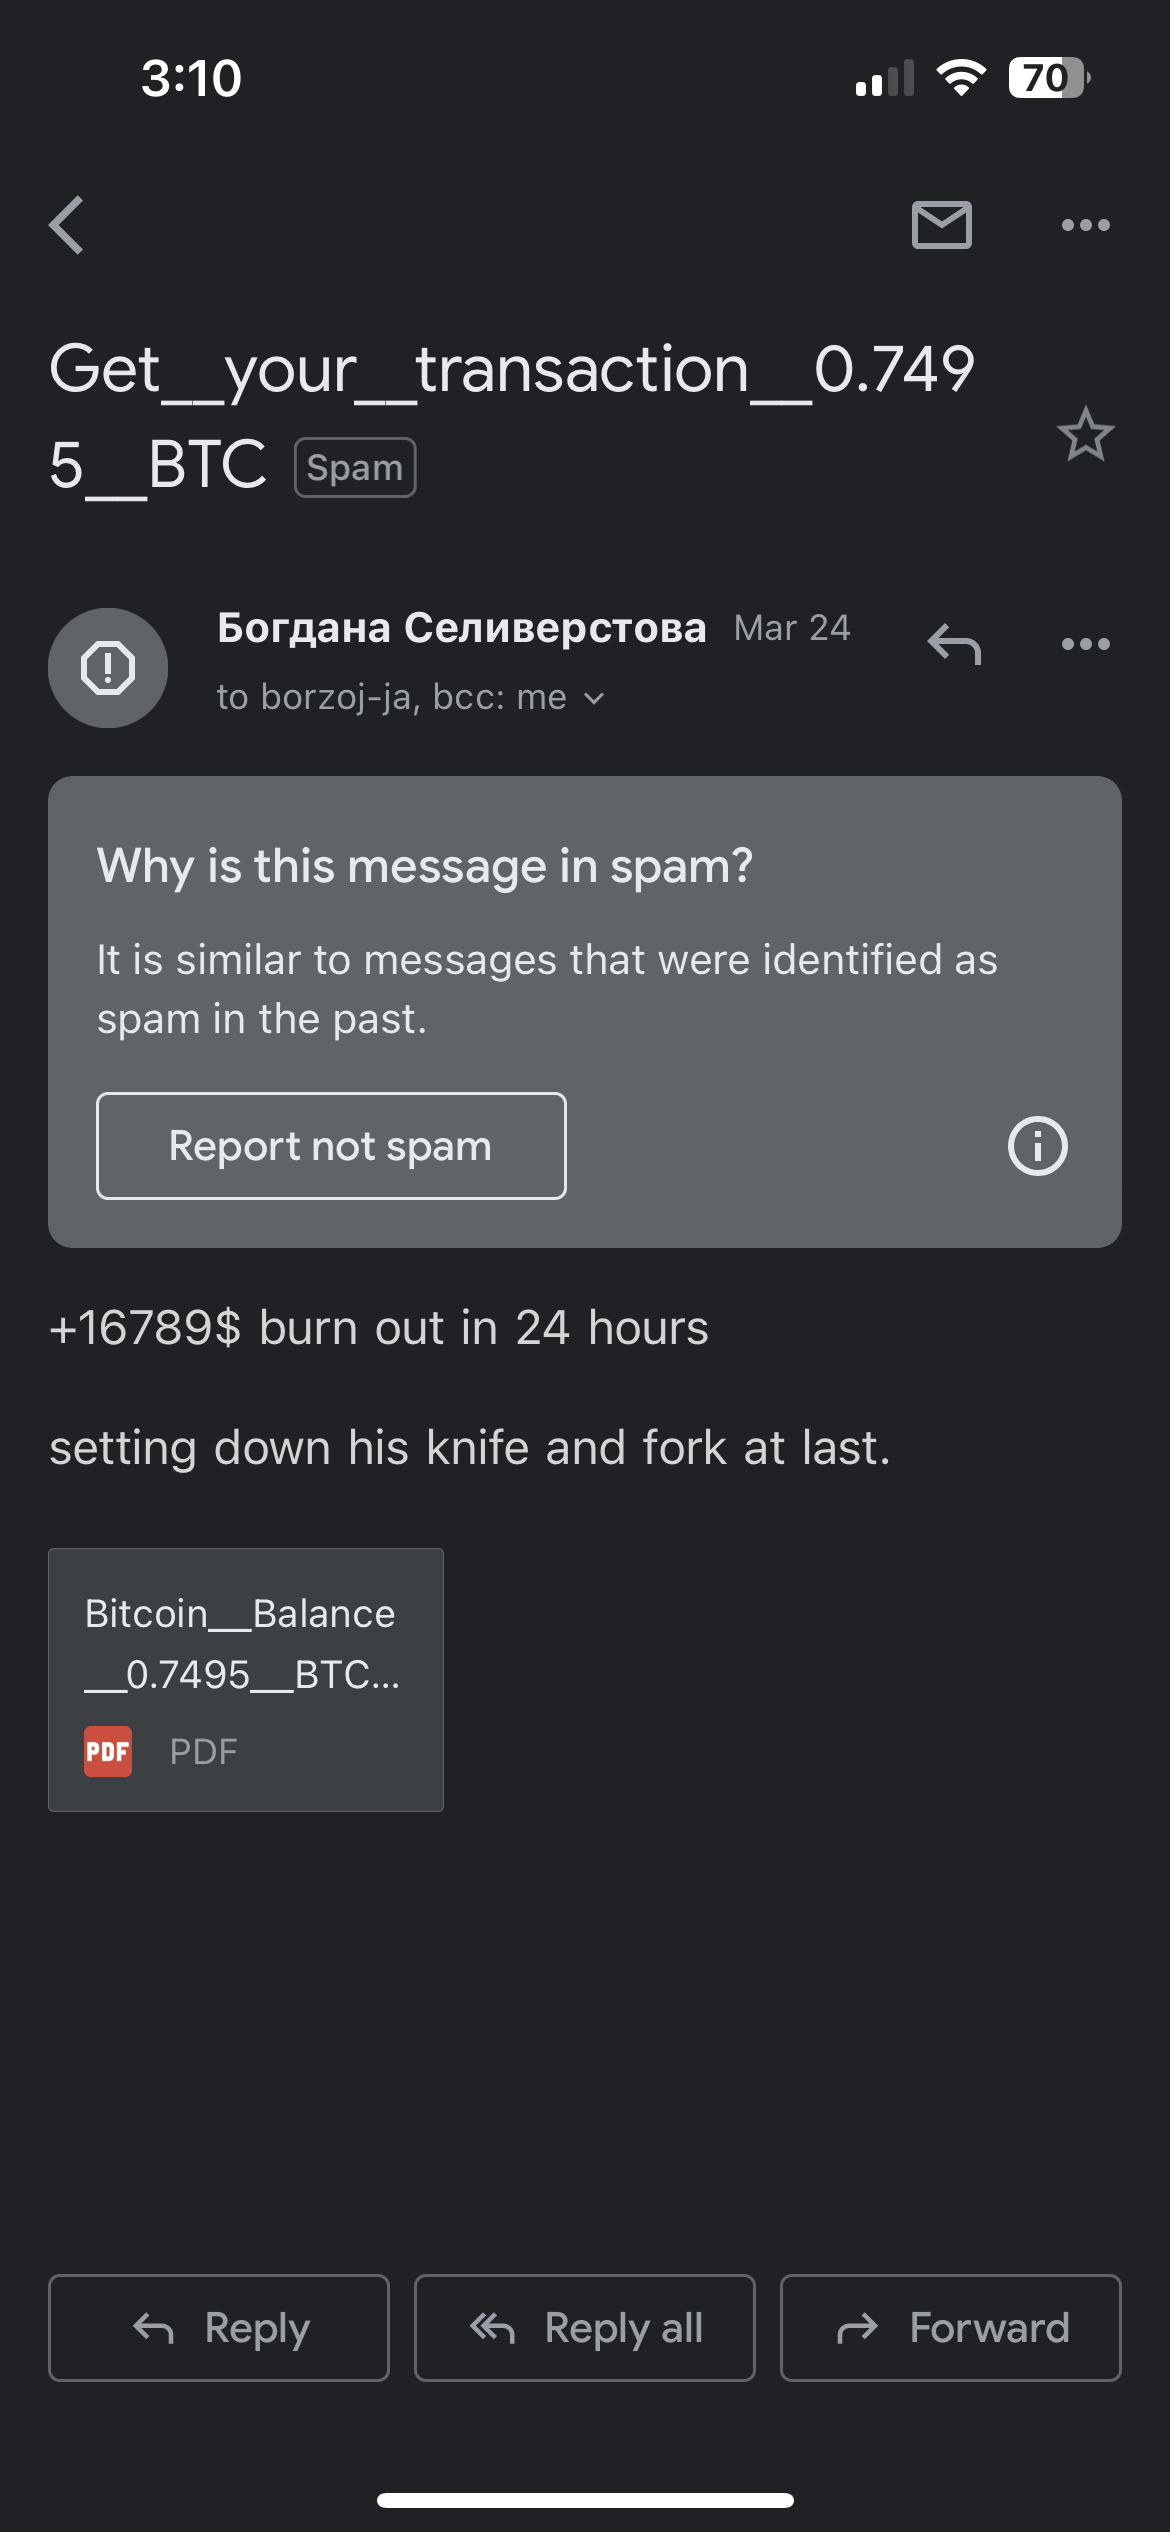 3:10
70
Get__your__transaction__0.749
5__BTC Spam
Богдана Селиверстова Mar 24
to borzoj-ja, bcc: me
Why is this message in spam?
It is similar to messages that were identified as
spam in the past.
Report not spam
+16789$ burn out in 24 hours
setting down his knife and fork at last.
Bitcoin__Balance
__0.7495__BTC...
PDF PDF
Reply Reply all Forward